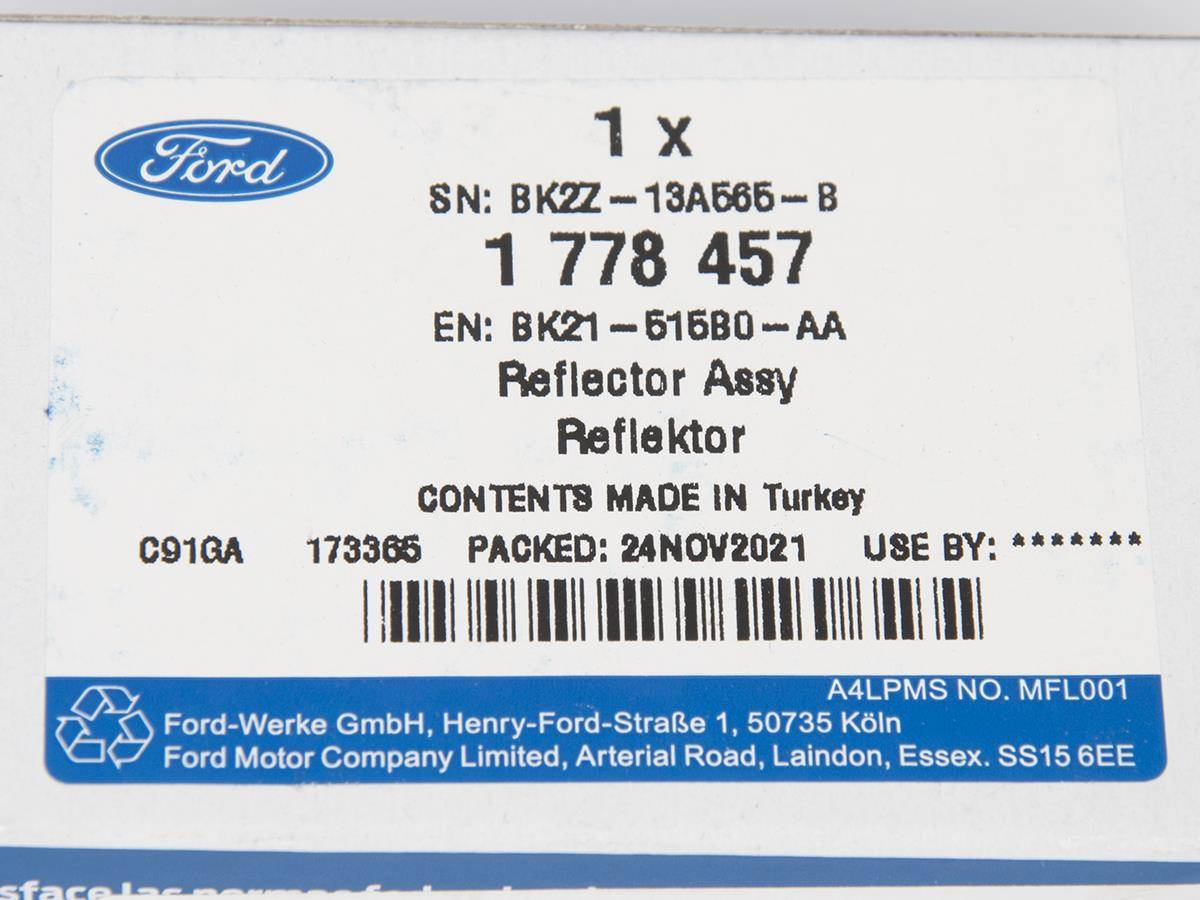 Ford
1 x
SN: BK2Z-13A565-B
1 778 457
EN: BK21-515B0-AA
Reflector Assy
Reflektor
CONTENTS MADE IN Turkey
C91GA 173365 PACKED: 24NOV2021 USE BY: *******
A4LPMS NO. MFL001
Ford-Werke GmbH, Henry-Ford-Straße 1, 50735 Köln
Ford Motor Company Limited, Arterial Road, Laindon, Essex. SS15 6EE
las normas